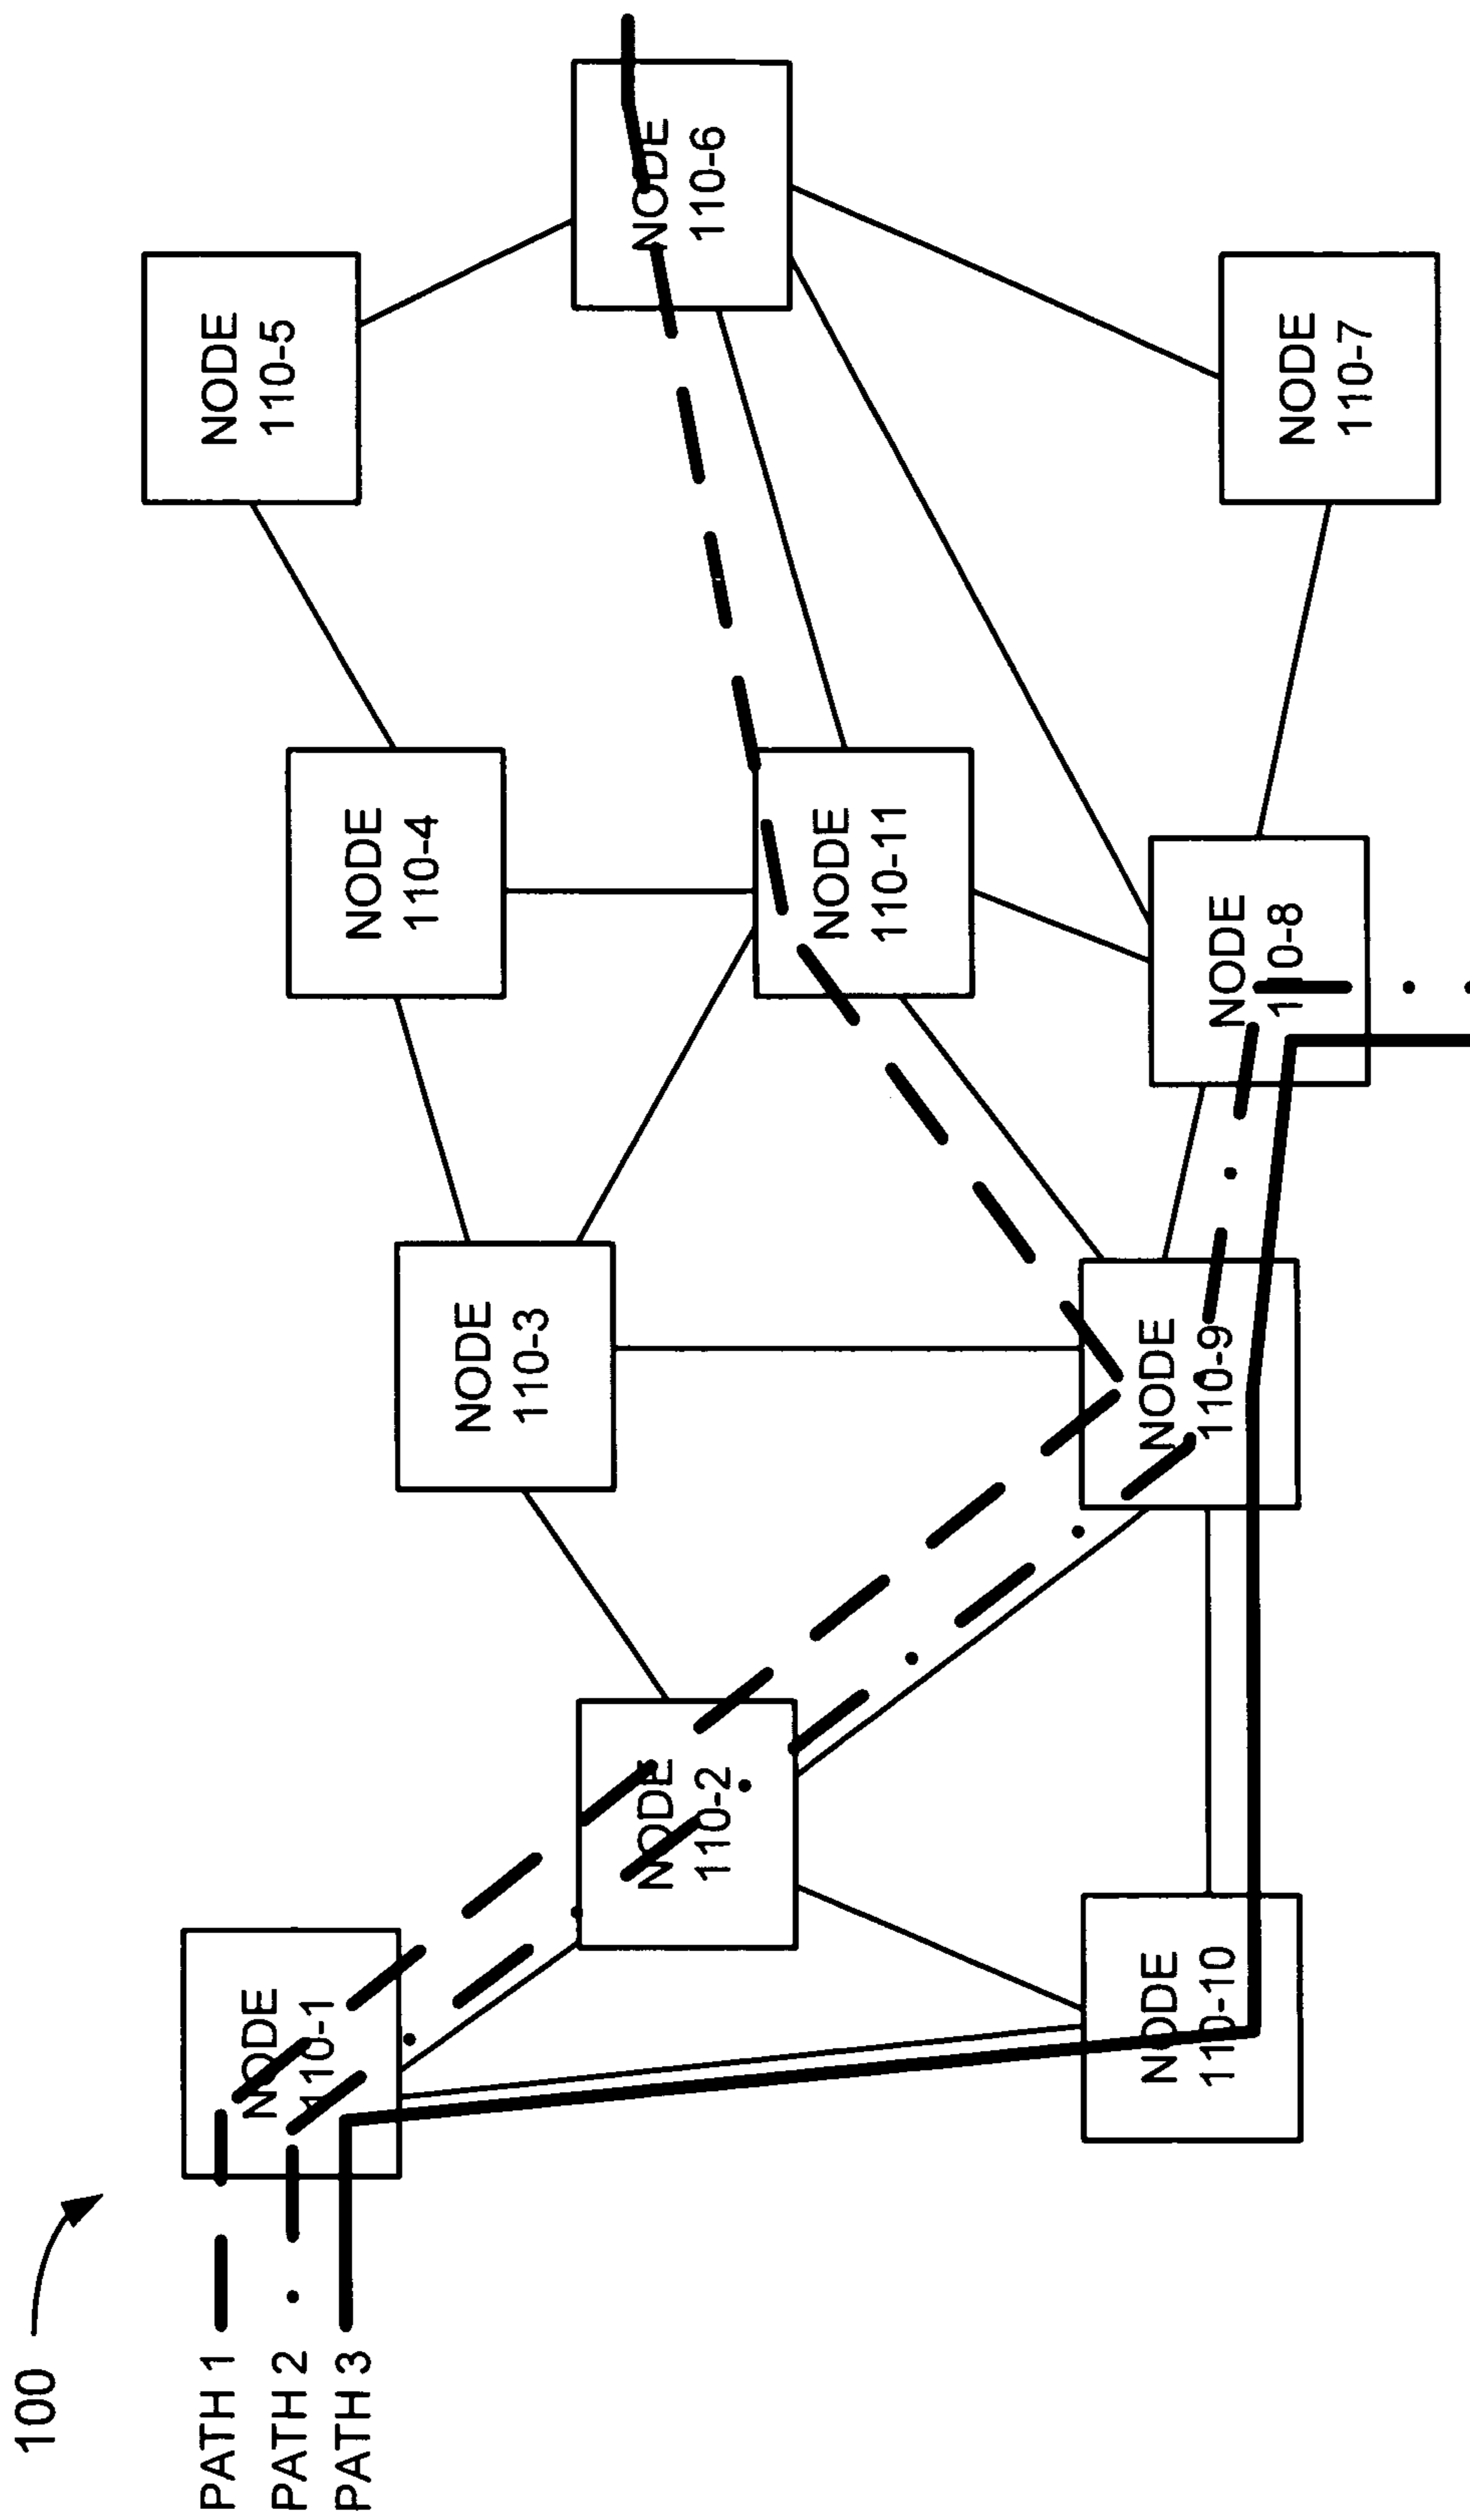 100
PATH 1
PATH 2
PATH 3
NODE
110-1
NODE
110-2
NODE
110-3
NODE
110-4
NODE
110-5
NODE
110-6
NODE
110-7
NODE
110-8
NODE
110-9
NODE
110-10
NODE
110-11